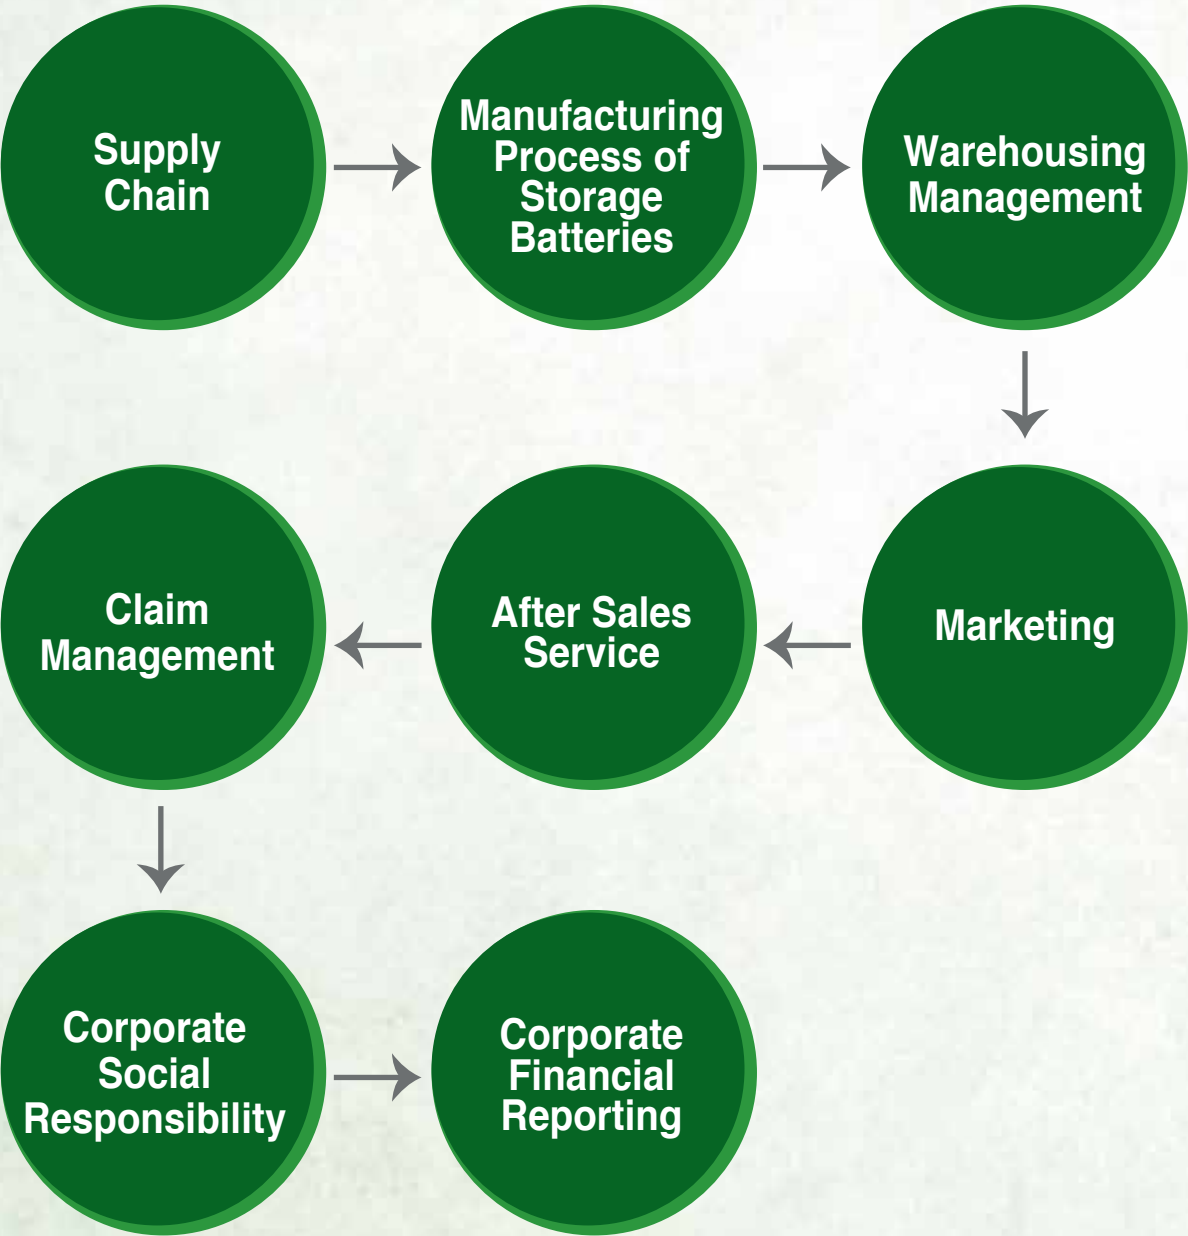 Supply
Chain
Manufacturing
Process of
Storage
Batteries
Warehousing
Management
Marketing
After Sales
Service
Claim
Management
Corporate
Social
Responsibility
Corporate
Financial
Reporting